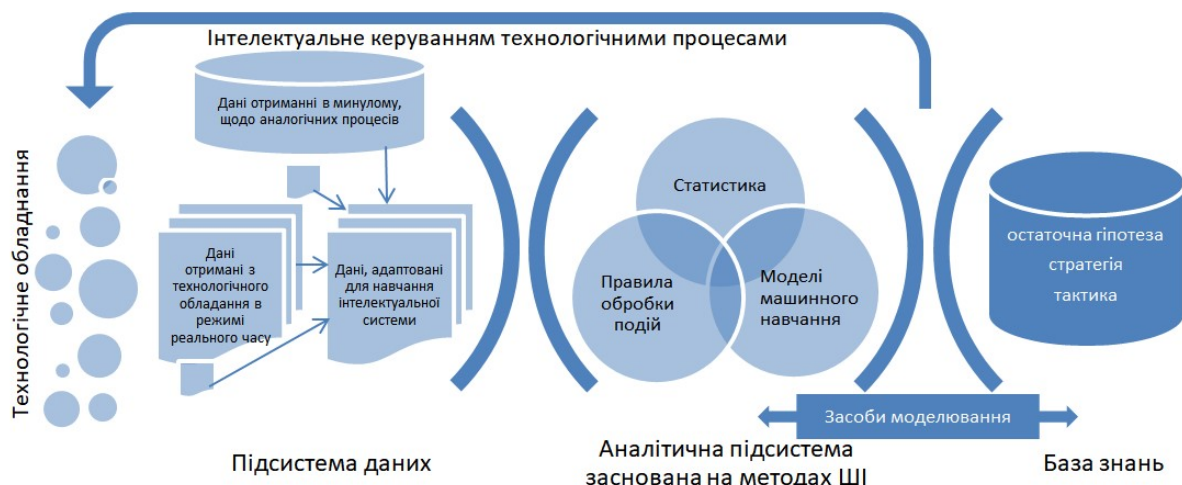 Інтелектуальне керуванням технологічними процесами
Технологічне обладнання
Дані отриманні в минулому,
щодо аналогічних процесів
Дані
отримані з
технологічного
обладання в
режимі
реального часу
Дані, адаптовані
для навчання
інтелектуальної
системи
Статистика
Правила
обробки
подій
Моделі
машинного
навчання
остаточна гіпотеза
стратегія
тактика
Засоби моделювання
Підсистема даних
Аналітична підсистема
заснована на методах ШІ
База знань